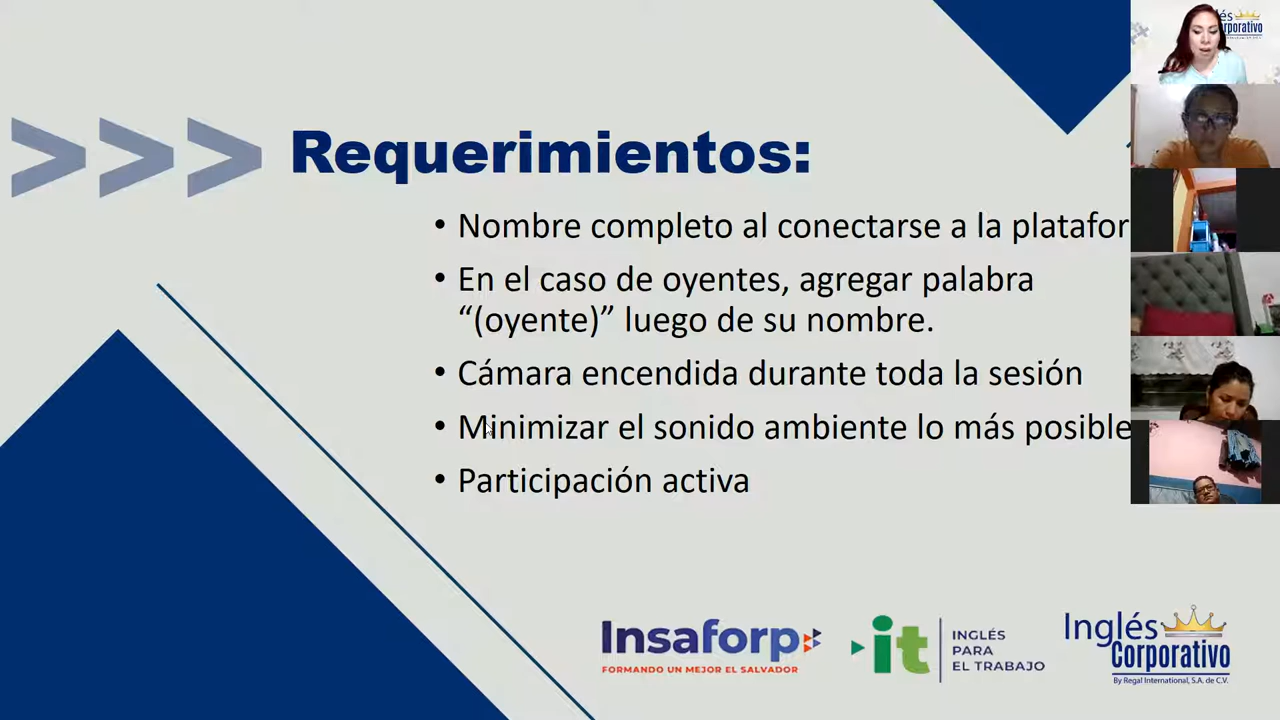 >>> Requerimientos:
• Nombre completo al conectarse a la platafor
• En el caso de oyentes, agregar palabra
“(oyente)” luego de su nombre.
• Cámara encendida durante toda la sesión
• Minimizar el sonido ambiente lo más posible
• Participación activa
Insaforp
FORMANDO UN MEJOR EL SALVADOR
it
INGLÉS
PARA
EL TRABAJO
Inglés
Corporativo
By Regal International, S.A. de C.V.